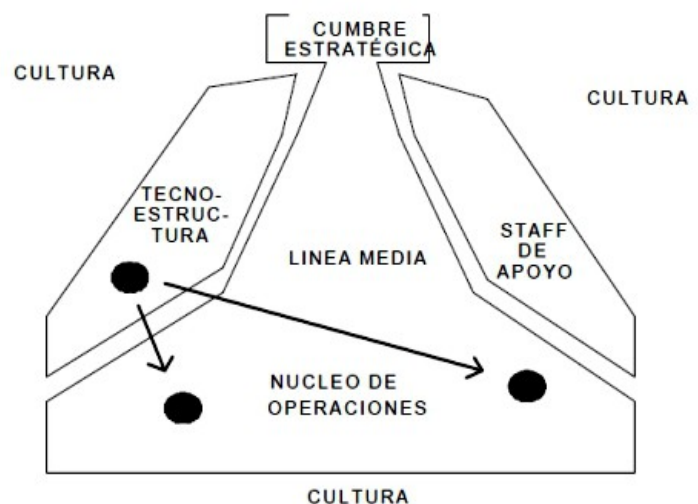 CUMBRE
ESTRATÉGICA
CULTURA
CULTURA
TECNO-
ESTRUC-
TURA
STAFF
DE
APOYO
LINEA MEDIA
NUCLEO DE
OPERACIONES
CULTURA